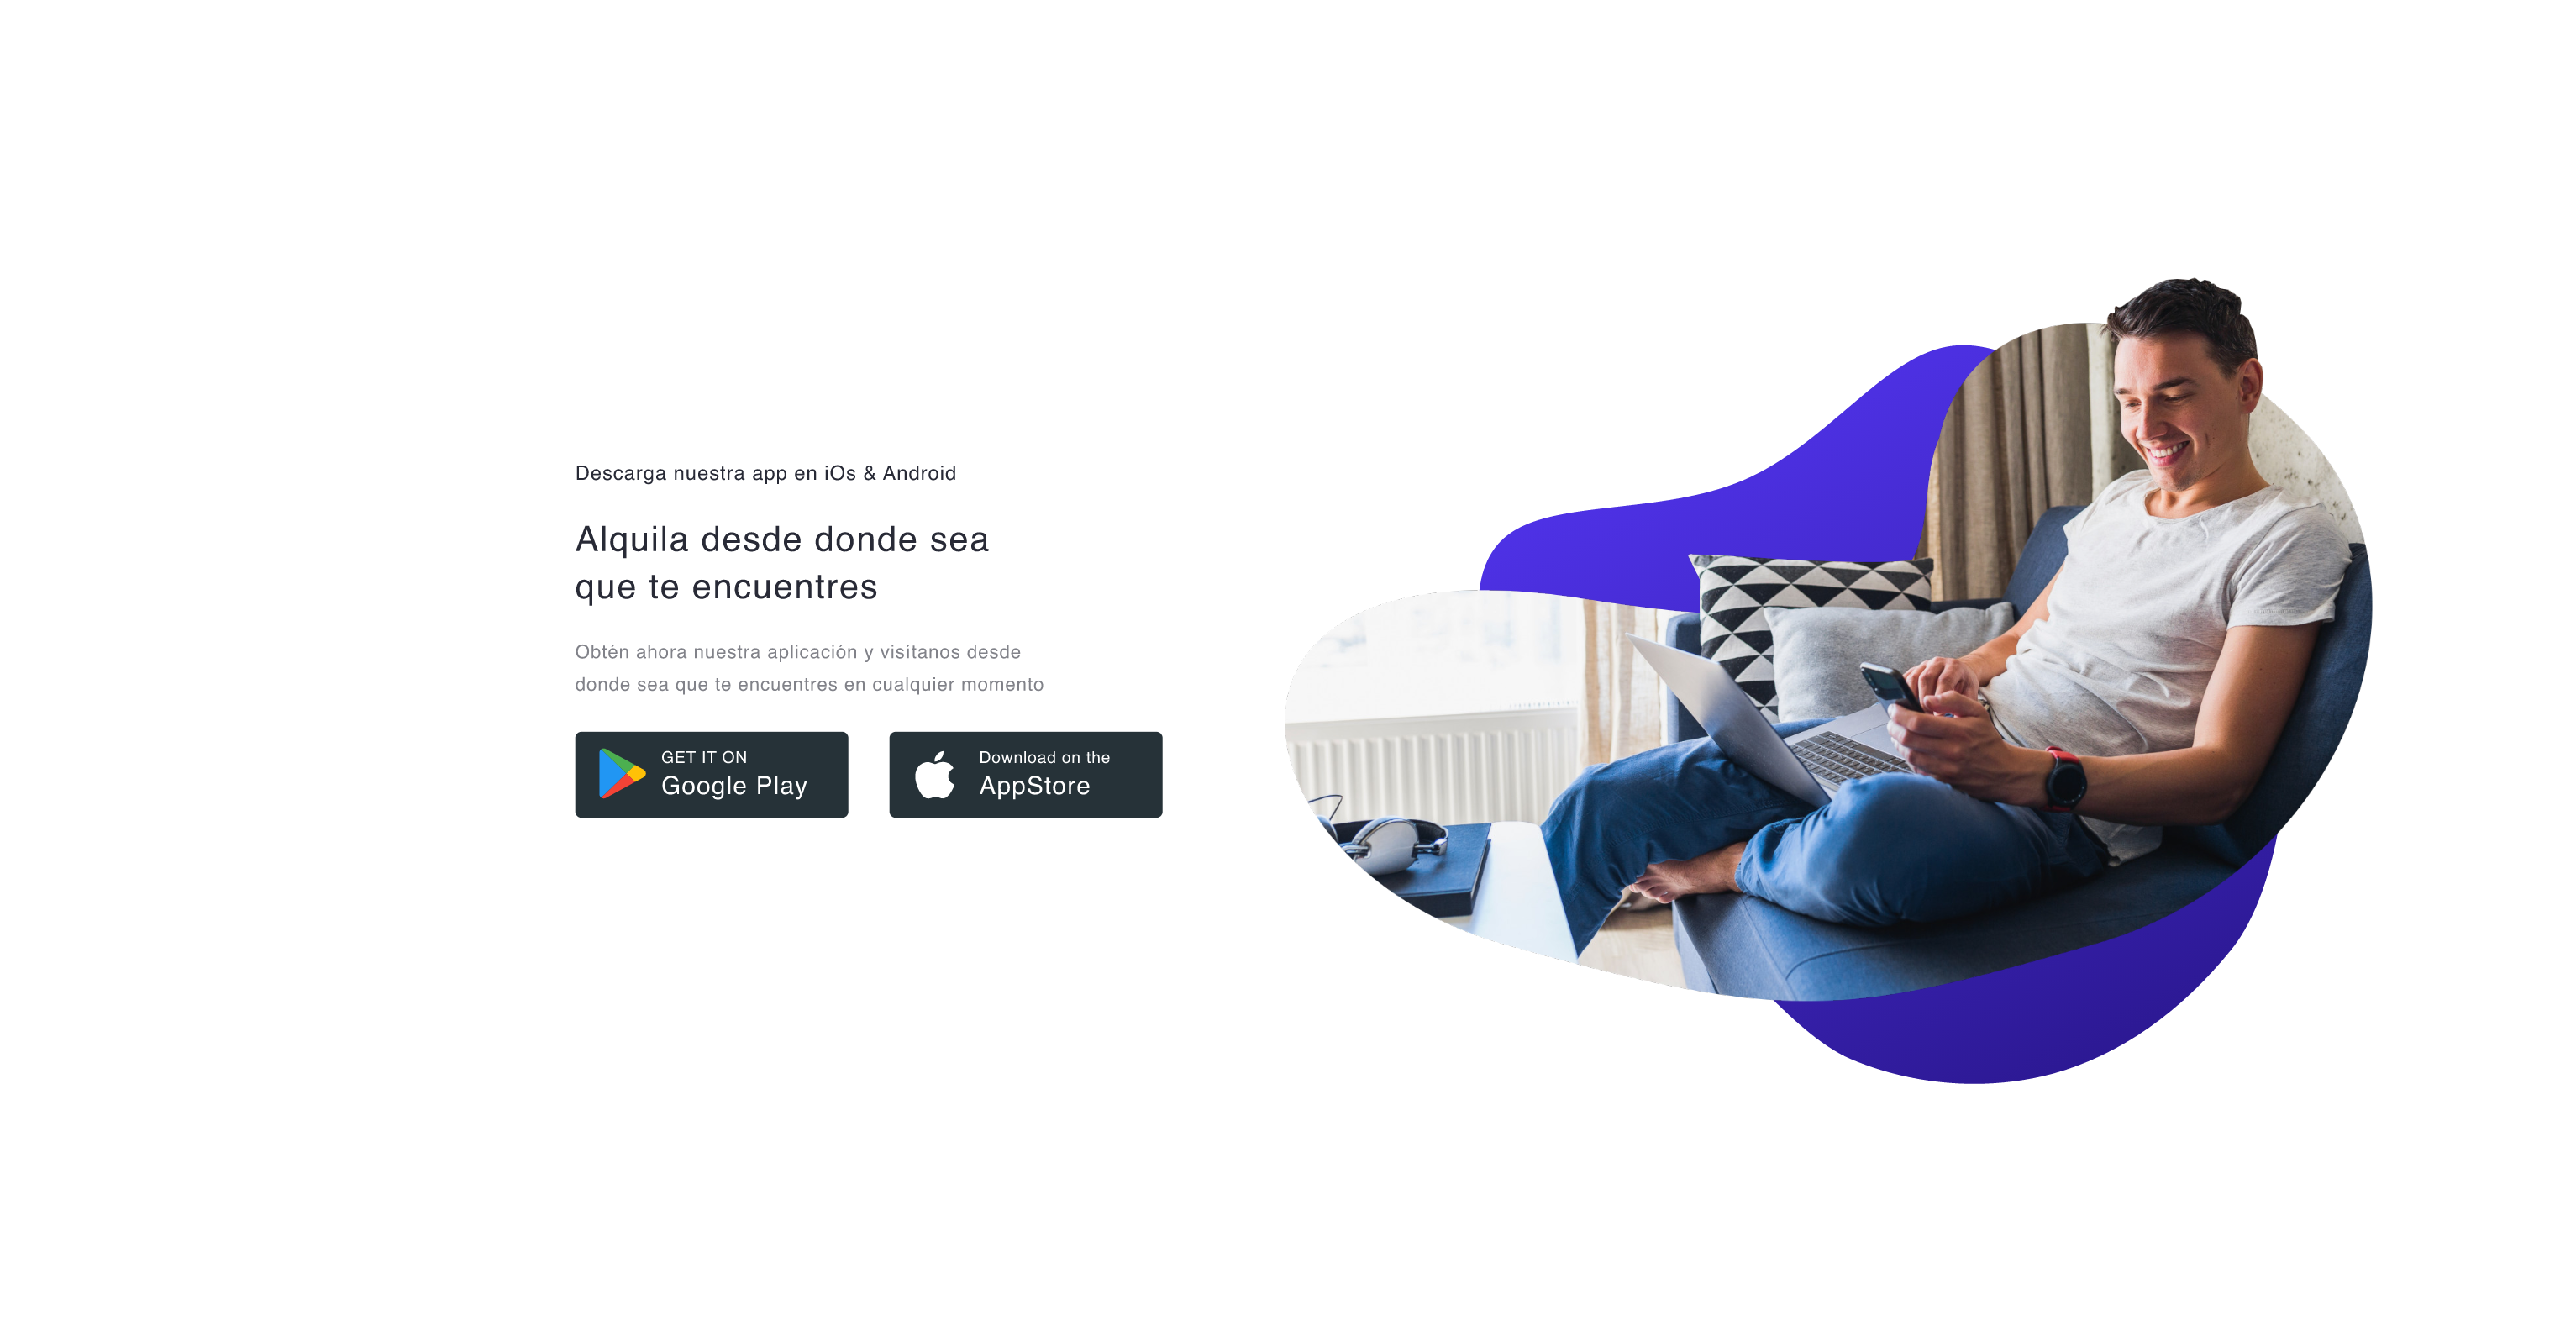 Descarga nuestra app en iOs & Android
Alquila desde donde sea
que te encuentres
Obtén ahora nuestra aplicación y visítanos desde
donde sea que te encuentres en cualquier momento
GET IT ON
Google Play
Download on the
AppStore